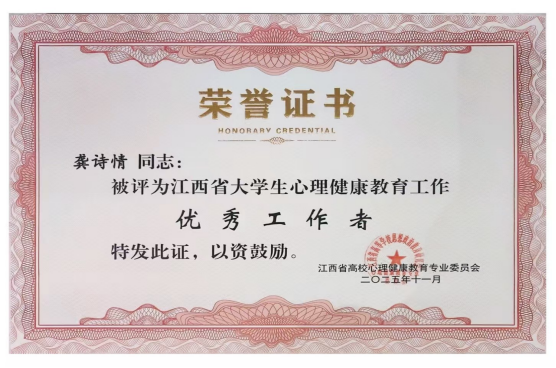 荣誉证书
HONORARY CREDENTIAL
龚诗情 同志：
被评为江西省大学生心理健康教育工作
优秀工作者
特发此证，以资鼓励。
江西省高校心理健康教育专业委员会
二〇二五年十一月